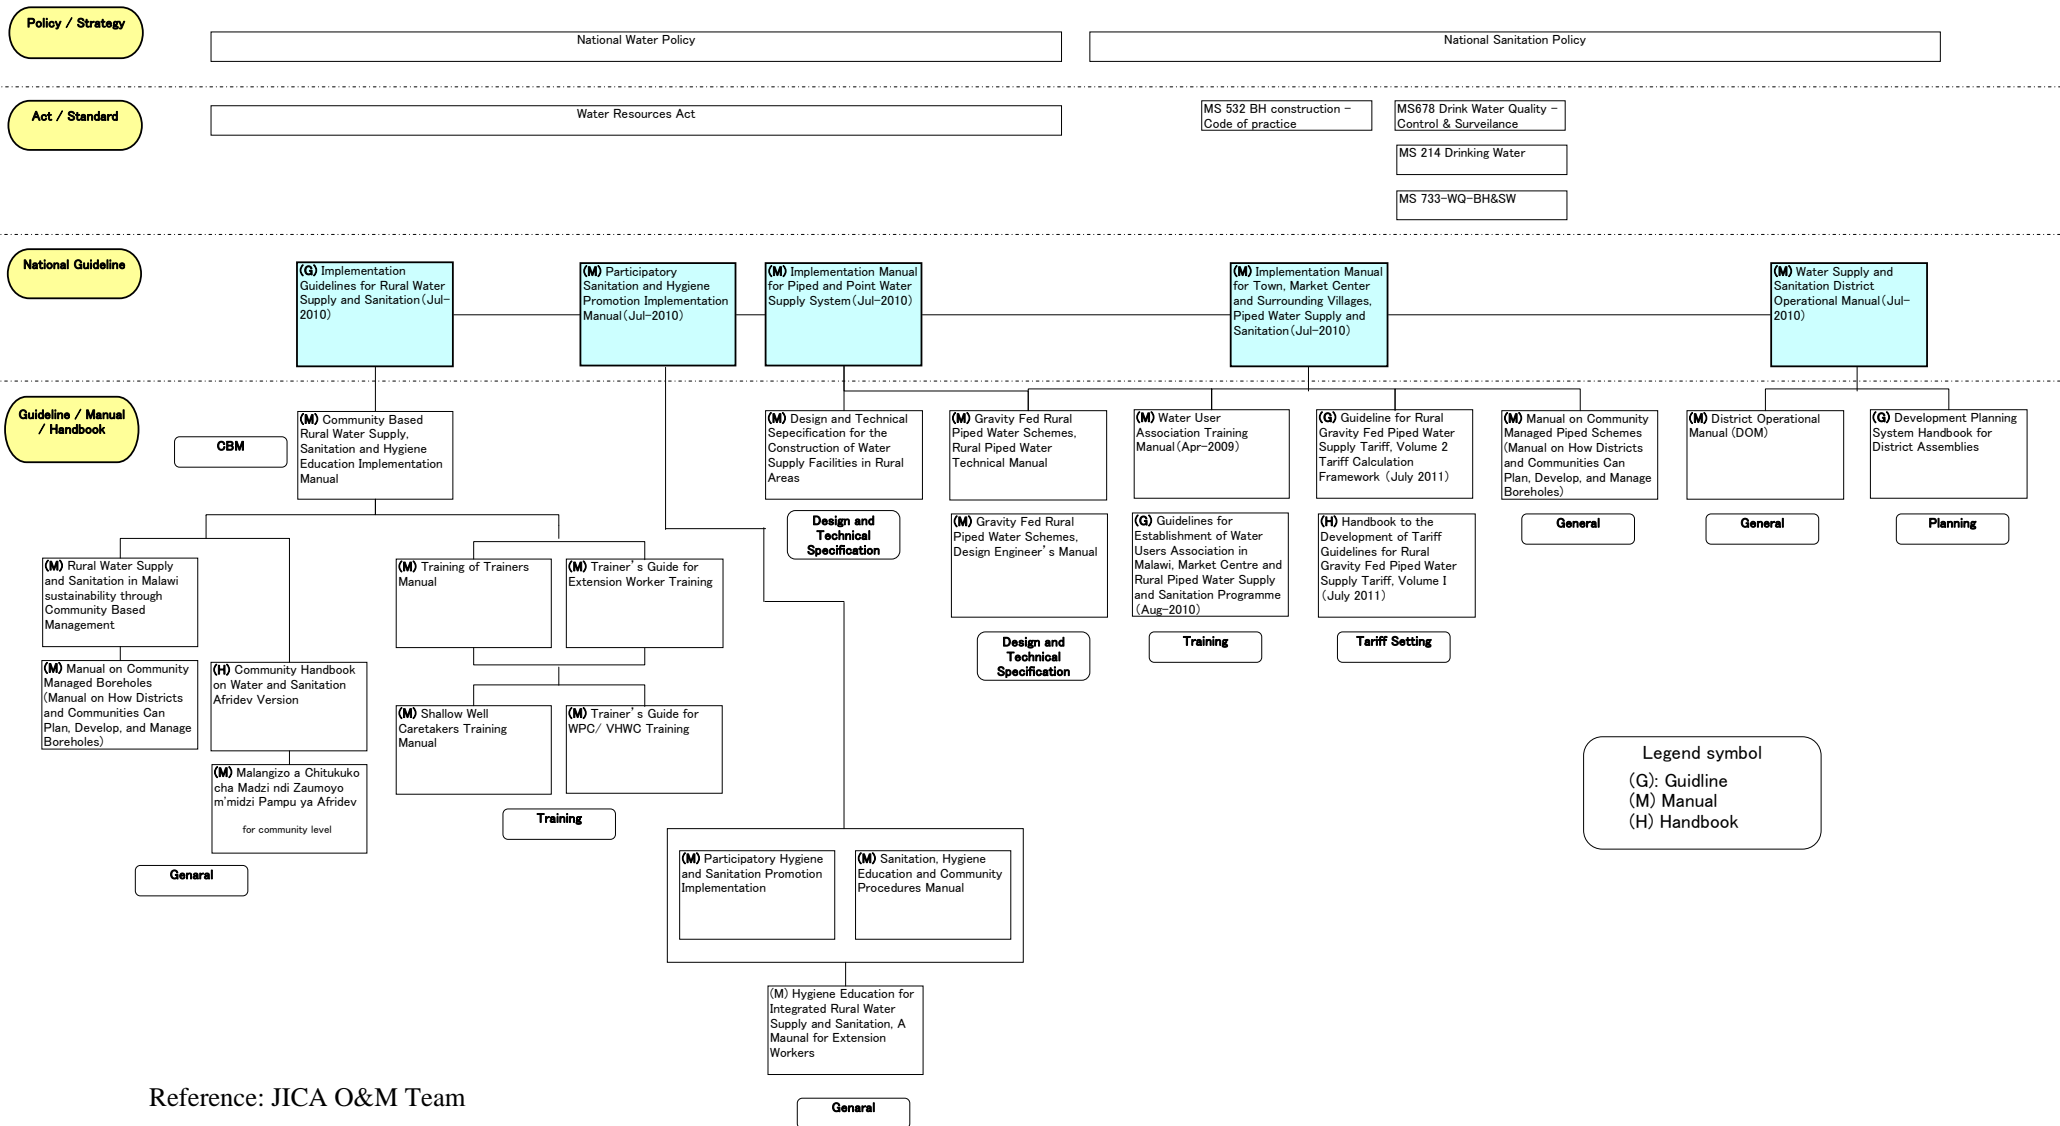 Policy / Strategy
National Water Policy
National Sanitation Policy
Act / Standard
Water Resources Act
MS 532 BH construction -
Code of practice
MS678 Drink Water Quality -
Control & Surveilance
MS 214 Drinking Water
MS 733-WQ-BH&SW
National Guideline
(G) Implementation
Guidelines for Rural Water
Supply and Sanitation(Jul-
2010)
(M) Participatory
Sanitation and Hygiene
Promotion Implementation
Manual(Jul-2010)
(M) Implementation Manual
for Piped and Point Water
Supply System(Jul-2010)
(M) Implementation Manual
for Town, Market Center
and Surrounding Villages,
Piped Water Supply and
Sanitation(Jul-2010)
(M) Water Supply and
Sanitation District
Operational Manual(Jul-
2010)
Guideline / Manual
/ Handbook
CBM
(M) Community Based
Rural Water Supply,
Sanitation and Hygiene
Education Implementation
Manual
(M) Design and Technical
Sepecification for the
Construction of Water
Supply Facilities in Rural
Areas
Design and
Technical
Specification
(M) Gravity Fed Rural
Piped Water Schemes,
Rural Piped Water
Technical Manual
(M) Water User
Association Training
Manual(Apr-2009)
(G) Guideline for Rural
Gravity Fed Piped Water
Supply Tariff, Volume 2
Tariff Calculation
Framework (July 2011)
(M) Manual on Community
Managed Piped Schemes
(Manual on How Districts
and Communities Can
Plan, Develop, and Manage
Boreholes)
General
(M) District Operational
Manual (DOM)
General
(G) Development Planning
System Handbook for
District Assemblies
Planning
(M) Gravity Fed Rural
Piped Water Schemes,
Design Engineer's Manual
Design and
Technical
Specification
(G) Guidelines for
Establishment of Water
Users Association in
Malawi, Market Centre and
Rural Piped Water Supply
and Sanitation Programme
(Aug-2010)
Training
(H) Handbook to the
Development of Tariff
Guidelines for Rural
Gravity Fed Piped Water
Supply Tariff, Volume I
(July 2011)
Tariff Setting
(M) Rural Water Supply
and Sanitation in Malawi
sustainability through
Community Based
Management
(M) Manual on Community
Managed Boreholes
(Manual on How Districts
and Communities Can
Plan, Develop, and Manage
Boreholes)
(H) Community Handbook
on Water and Sanitation
Afridev Version
(M) Malangizo a Chitukuko
cha Madzi ndi Zaumoyo
m'midzi Pampu ya Afridev
for community level
Genaral
(M) Training of Trainers
Manual
(M) Trainer's Guide for
Extension Worker Training
(M) Shallow Well
Caretakers Training
Manual
(M) Trainer's Guide for
WPC/ VHWC Training
Training
(M) Participatory Hygiene
and Sanitation Promotion
Implementation
(M) Sanitation, Hygiene
Education and Community
Procedures Manual
(M) Hygiene Education for
Integrated Rural Water
Supply and Sanitation, A
Maunal for Extension
Workers
Genaral
Legend symbol
(G): Guidline
(M) Manual
(H) Handbook
Reference: JICA O&M Team